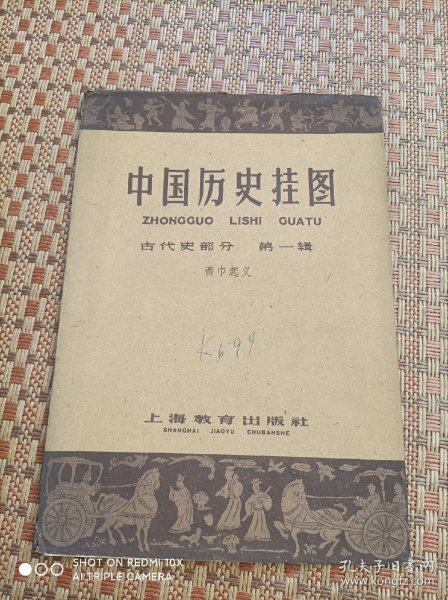 中国历史挂图
ZHONGGUO LISHI GUATU
古代史部分 第一辑
黄巾起义
K699
上海教育出版社
SHANGHAI JIAOYU CHUBANSHE
SHOT ON REDMI 10X
AI TRIPLE CAMERA
孔夫子旧书网
www.kongfz.com